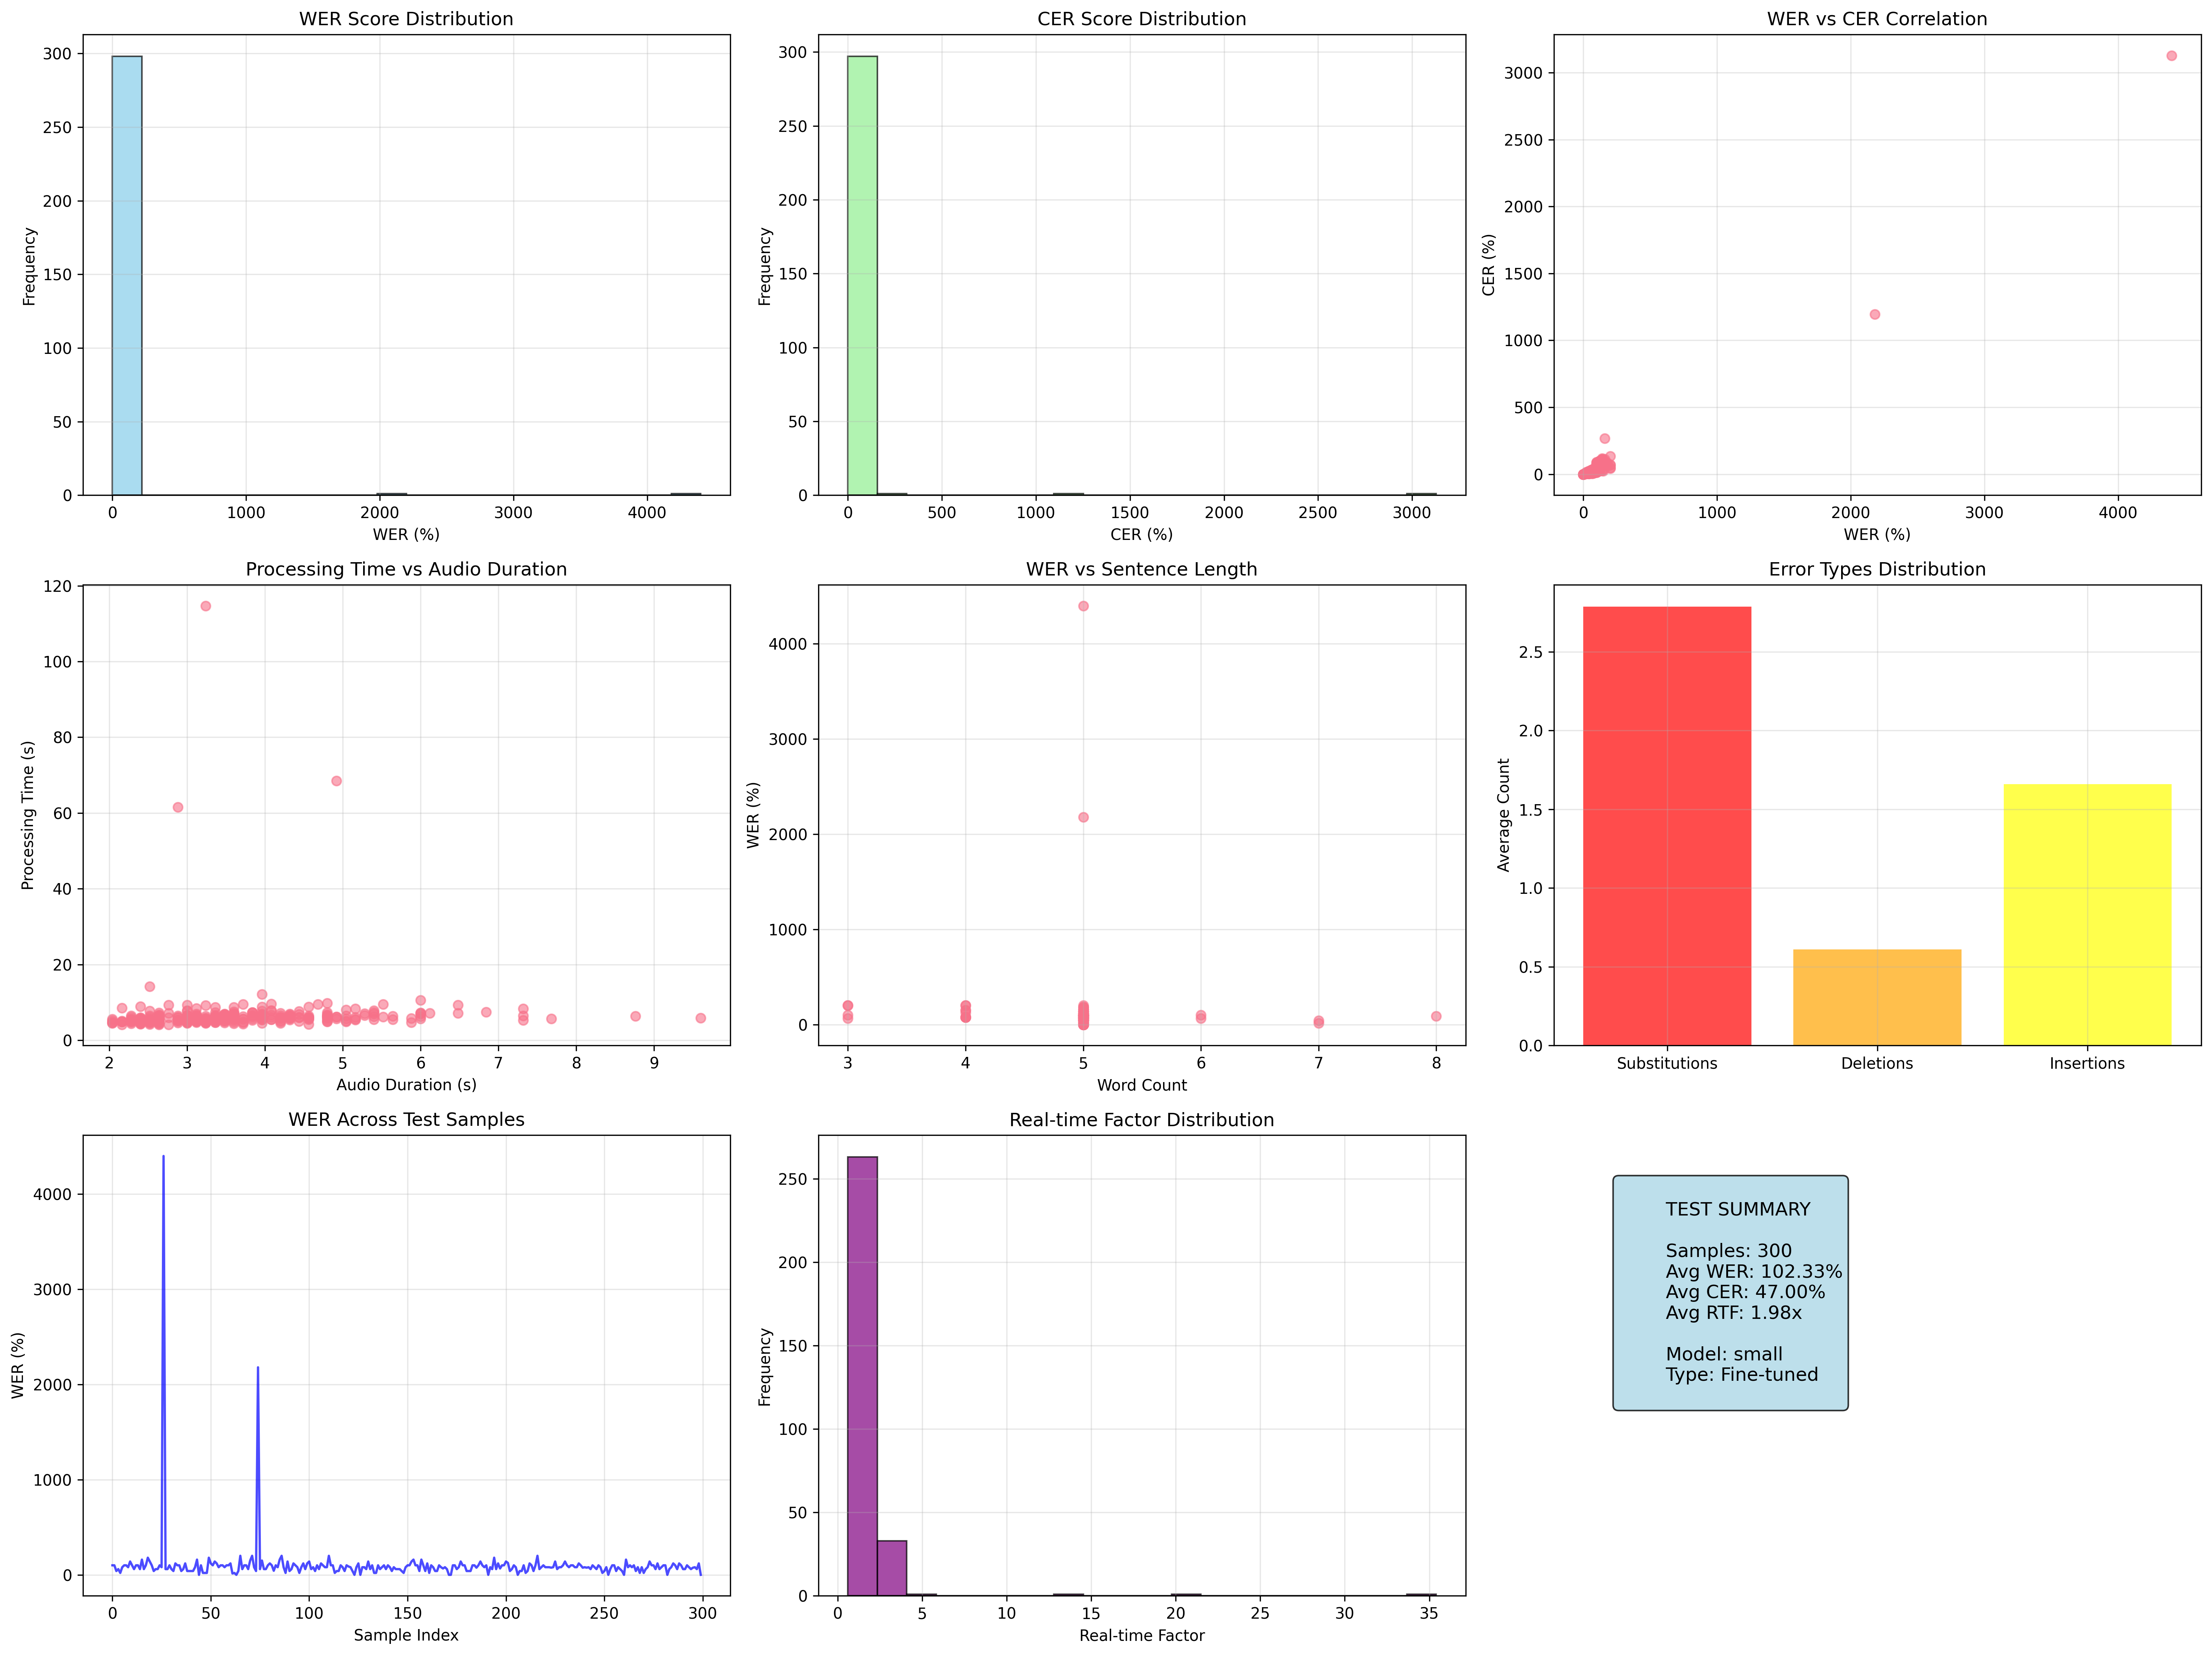 WER Score Distribution
Frequency
300
250
200
150
100
50
0
0 1000 2000 3000 4000
WER (%)
CER Score Distribution
Frequency
300
250
200
150
100
50
0
0 500 1000 1500 2000 2500 3000
CER (%)
WER vs CER Correlation
CER (%)
3000
2500
2000
1500
1000
500
0
0 1000 2000 3000 4000
WER (%)
Processing Time vs Audio Duration
Processing Time (s)
120
100
80
60
40
20
0
2 3 4 5 6 7 8 9
Audio Duration (s)
WER vs Sentence Length
WER (%)
4000
3000
2000
1000
0
3 4 5 6 7 8
Word Count
Error Types Distribution
Average Count
2.5
2.0
1.5
1.0
0.5
0.0
Substitutions Deletions Insertions
WER Across Test Samples
WER (%)
4000
3000
2000
1000
0
0 50 100 150 200 250 300
Sample Index
Real-time Factor Distribution
Frequency
250
200
150
100
50
0
0 5 10 15 20 25 30 35
Real-time Factor
TEST SUMMARY
Samples: 300
Avg WER: 102.33%
Avg CER: 47.00%
Avg RTF: 1.98x
Model: small
Type: Fine-tuned